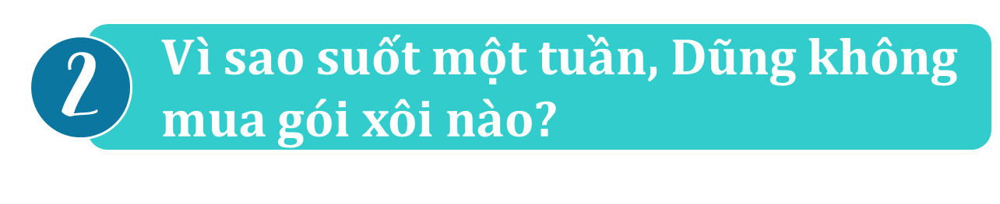 2
Vì sao suốt một tuần, Dũng không
mua gói xôi nào?